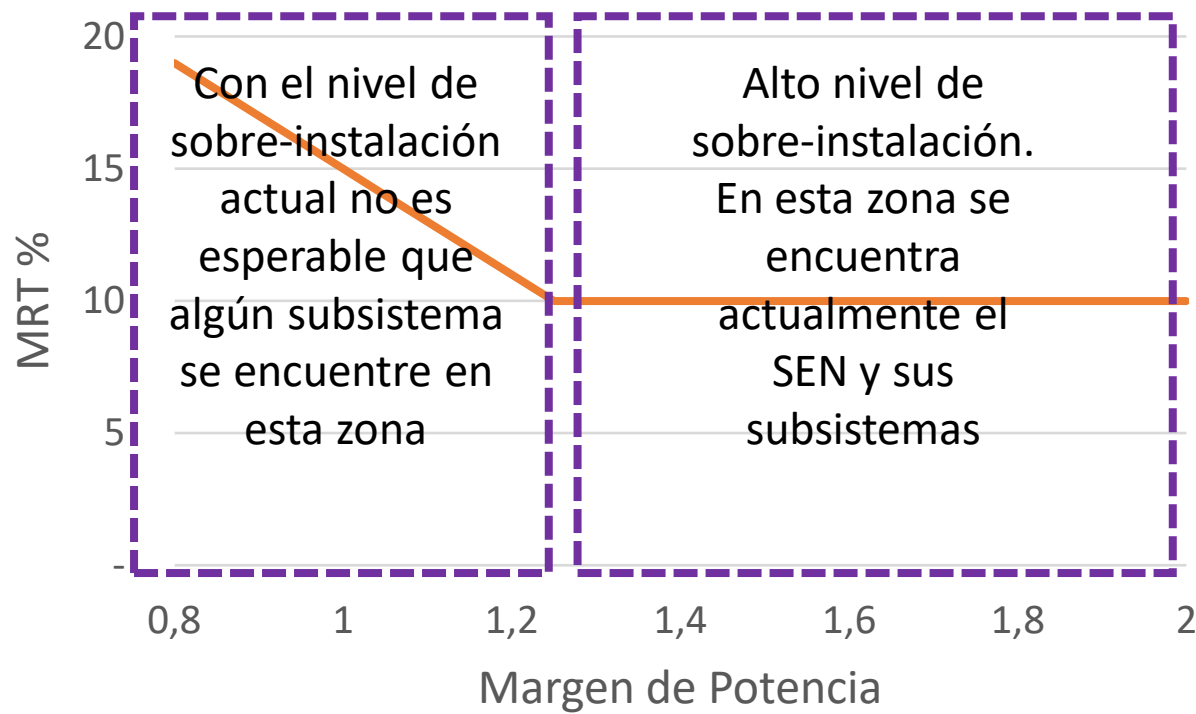 20
15
10
5
-
MRT %
Con el nivel de
sobre-instalación
actual no es
esperable que
algún subsistema
se encuentre en
esta zona
Alto nivel de
sobre-instalación.
En esta zona se
encuentra
actualmente el
SEN y sus
subsistemas
0,8 1 1,2 1,4 1,6 1,8 2
Margen de Potencia